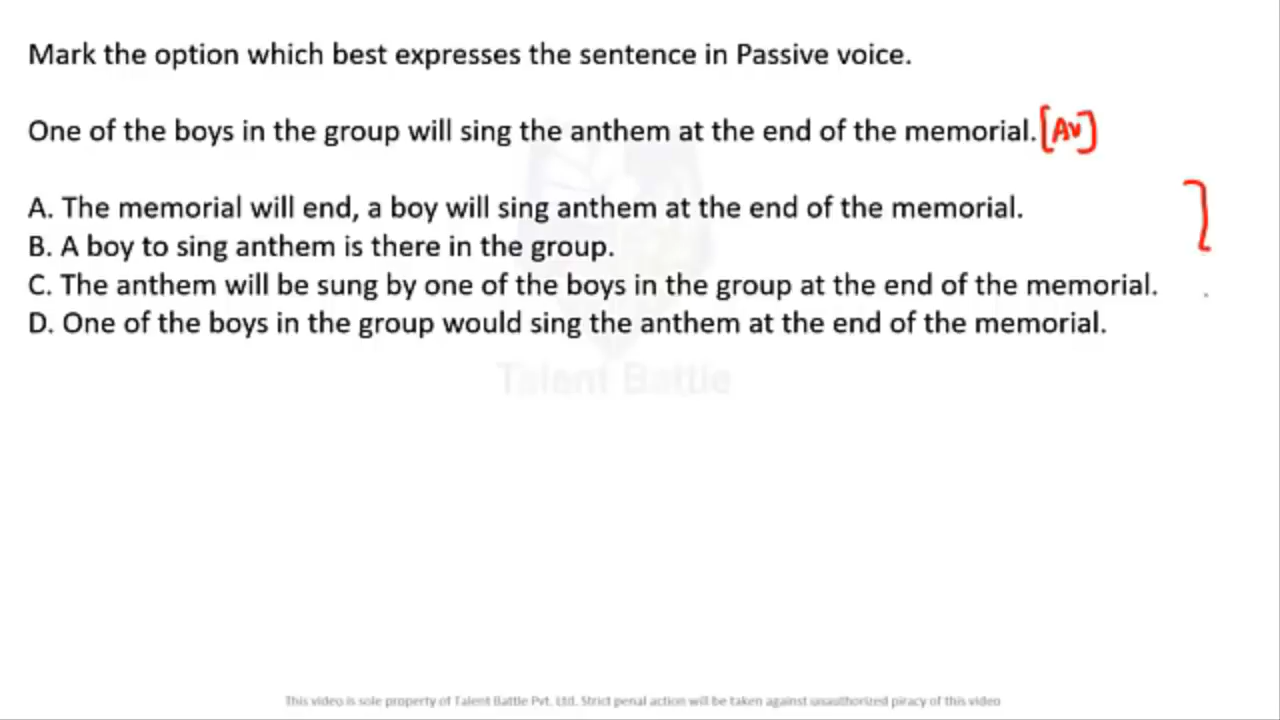 Mark the option which best expresses the sentence in Passive voice.
One of the boys in the group will sing the anthem at the end of the memorial. [AV]
A. The memorial will end, a boy will sing anthem at the end of the memorial.
B. A boy to sing anthem is there in the group.
C. The anthem will be sung by one of the boys in the group at the end of the memorial.
D. One of the boys in the group would sing the anthem at the end of the memorial.
Talent Battle
This video is sole property of Talent Battle Pvt. Ltd. Strict penal action will be taken against unauthorized piracy of this video